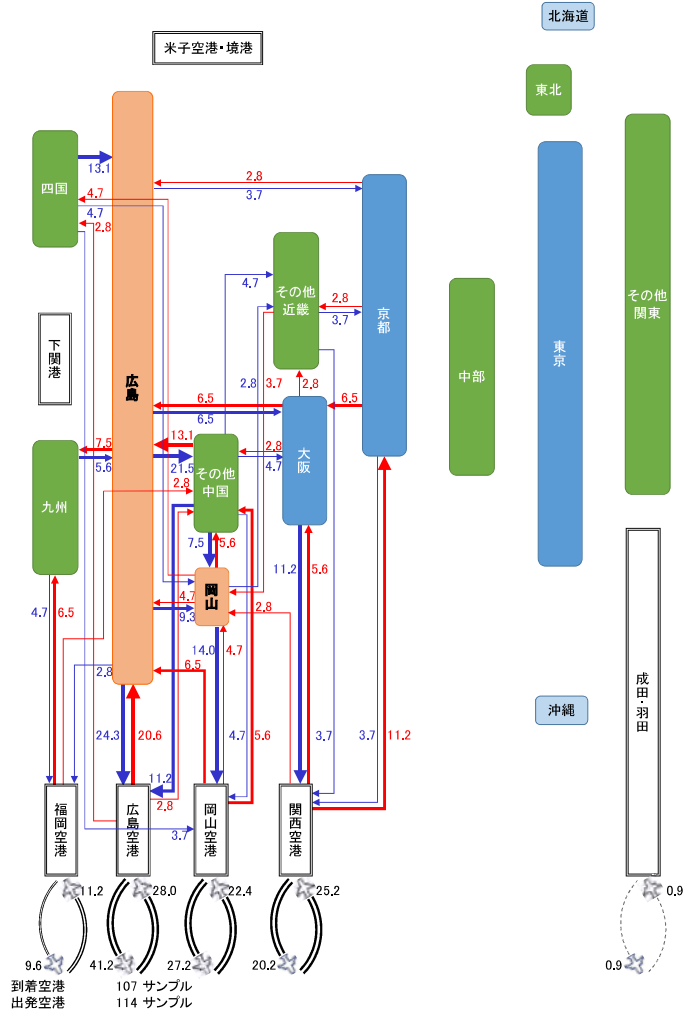 北海道
米子空港・境港
東北
四国
13.1
4.7
4.7
2.8
2.8
3.7
その他
近畿
4.7
2.8
3.7
京都
その他
関東
東京
中部
下関港
広島
2.8
3.7
2.8
6.5
6.5
6.5
大阪
7.5
5.6
13.1
21.5
その他
中国
2.8
4.7
2.8
九州
7.5
5.6
11.2
5.6
岡山
4.7
9.3
2.8
4.7
6.5
14.0
4.7
6.5
2.8
成田・羽田
沖縄
24.3
20.6
4.7
5.6
3.7
3.7
11.2
11.2
2.8
3.7
福岡空港
広島空港
岡山空港
関西空港
11.2
28.0
22.4
25.2
0.9
9.6
41.2
27.2
20.2
0.9
到着空港
107 サンプル
出発空港
114 サンプル